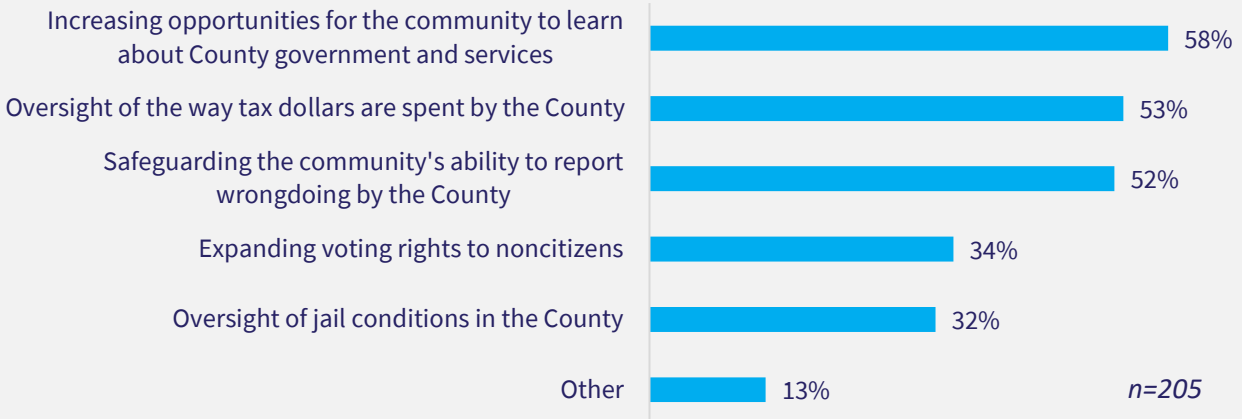 Increasing opportunities for the community to learn
about County government and services
58%
Oversight of the way tax dollars are spent by the County
53%
Safeguarding the community's ability to report
wrongdoing by the County
52%
Expanding voting rights to noncitizens
34%
Oversight of jail conditions in the County
32%
Other
13%
n=205